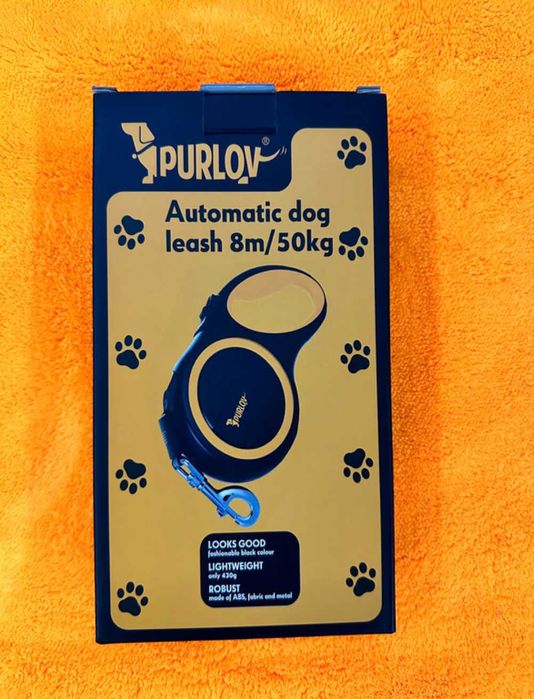 PURLOV®
Automatic dog
leash 8m/50kg
PURLOV
LOOKS GOOD
fashionable black colour
LIGHTWEIGHT
only 430g
ROBUST
made of ABS, fabric and metal